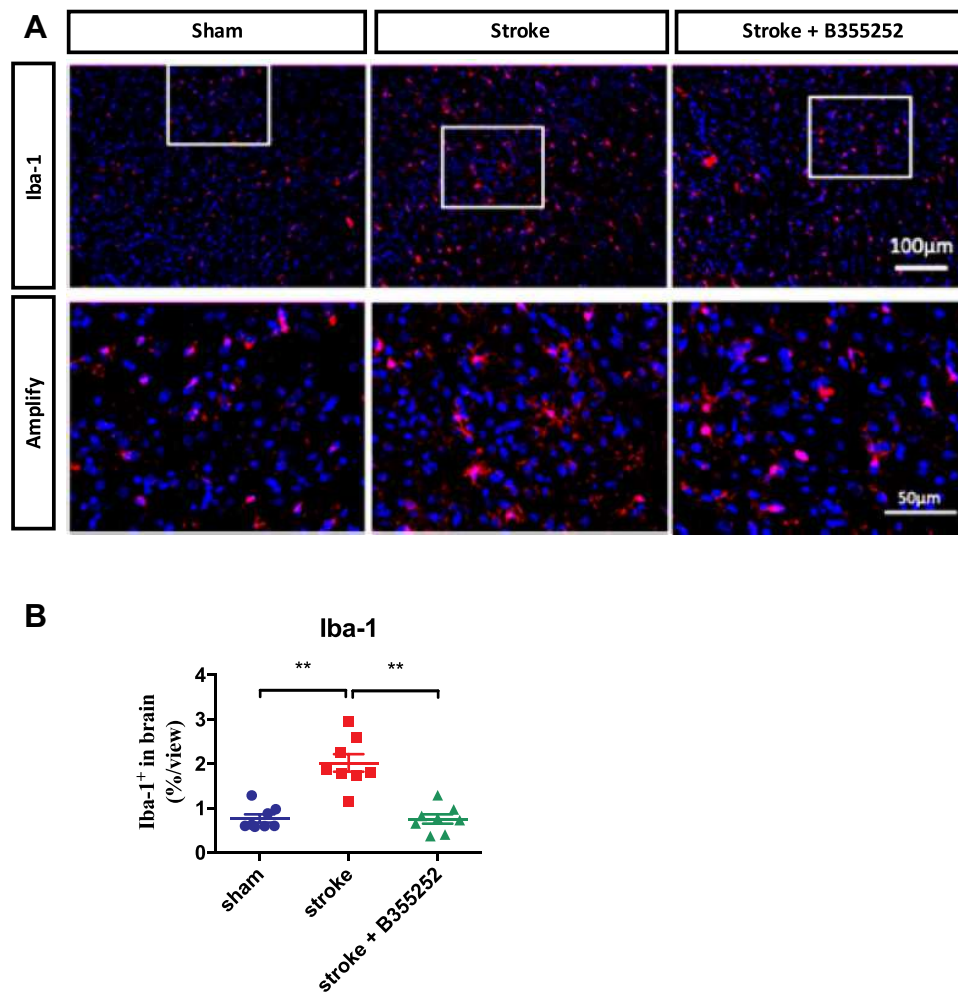 A
Sham
Stroke
Stroke + B355252
Iba-1
100μm
Amplify
50μm
B
Iba-1
** **
Iba-1⁺ in brain
(%/view)
4
3
2
1
0
sham
stroke
stroke + B355252